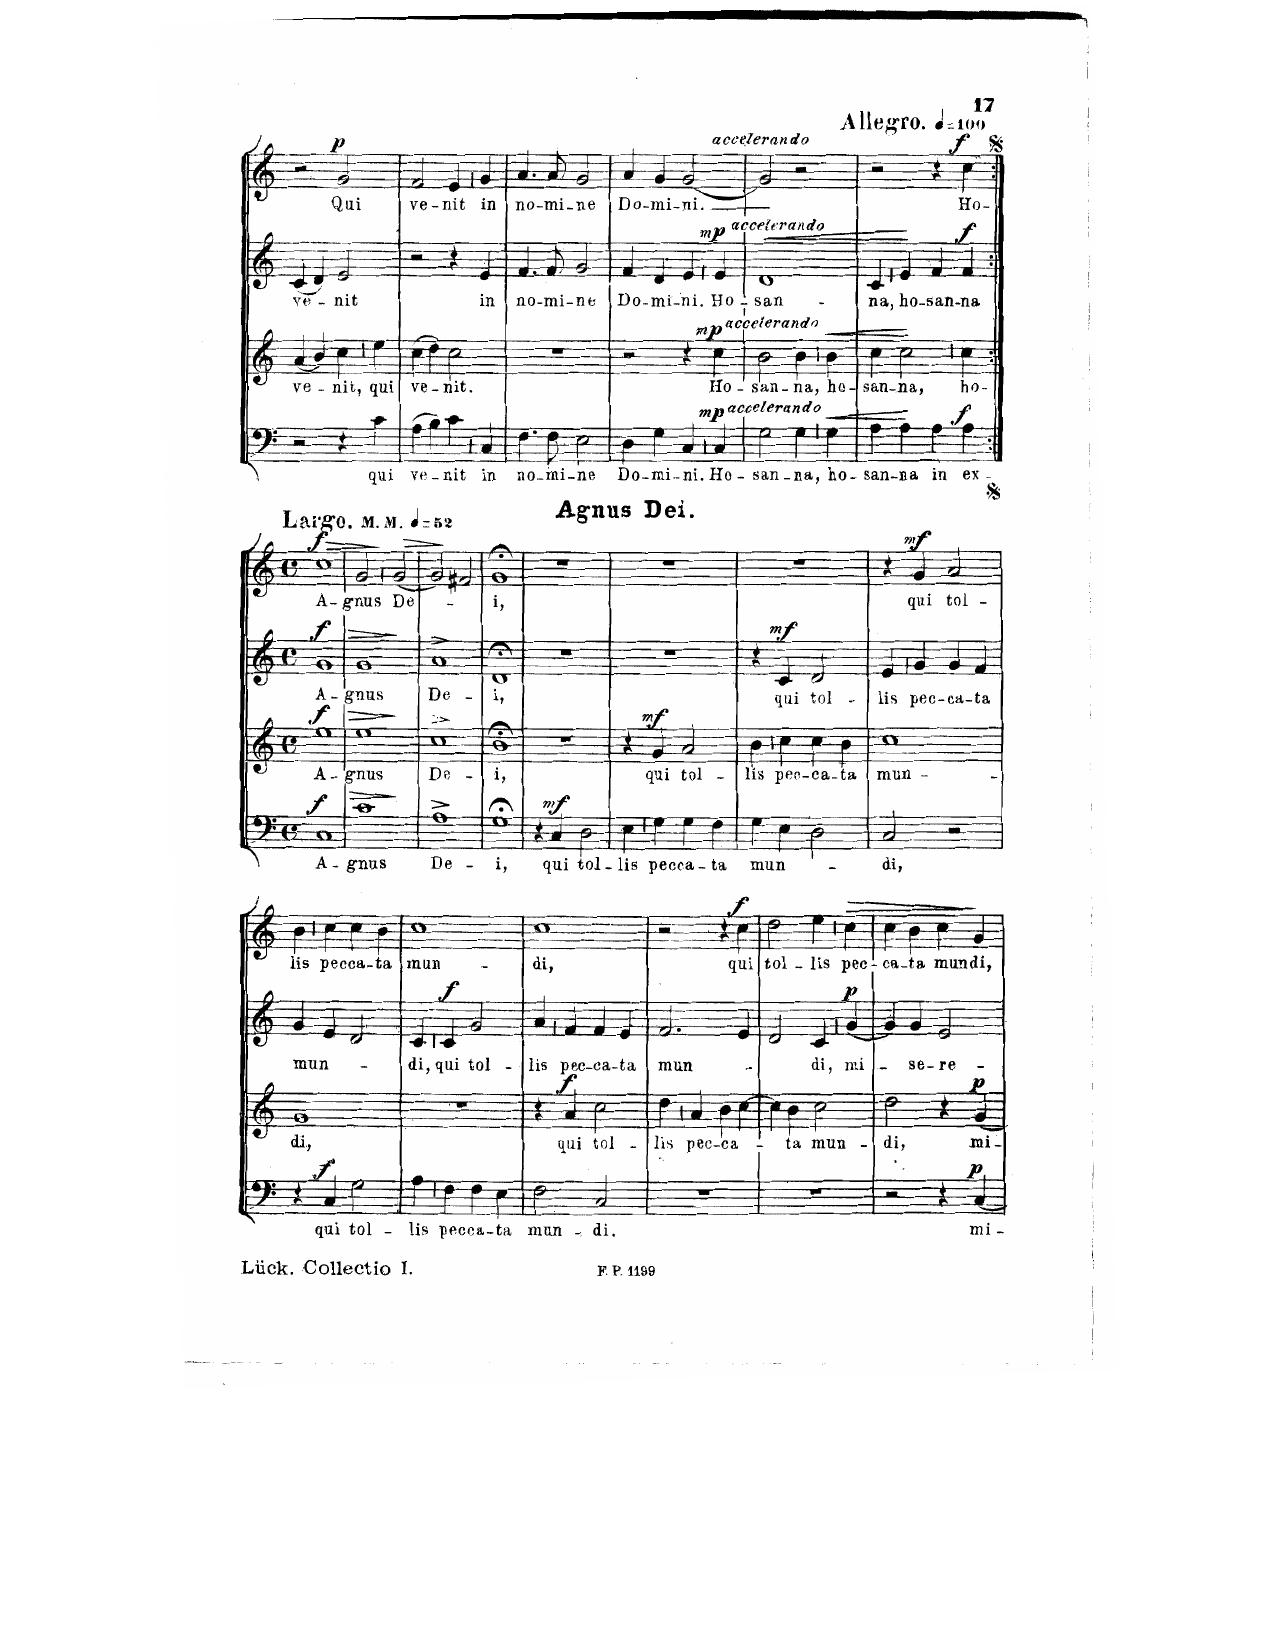 17
Allegro. ♩=100
accelerando
p f
Qui ve-nit in no-mi-ne Do-mi-ni. Ho-
mp accelerando f
ve-nit in no-mi-ne Do-mi-ni. Ho-san-na, ho-san-na
mp accelerando
ve-nit, qui ve-nit. Ho-san-na, ho-san-na, ho-
mp accelerando f
qui ve-nit in no-mi-ne Do-mi-ni. Ho-san-na, ho-san-na in ex-
Agnus Dei.
Largo. M. M. ♩=52
f mf
A-gnus De-i, qui tol-
f mf
A-gnus De-i, qui tol-lis pec-ca-ta
f mf
A-gnus De-i, qui tol-lis pec-ca-ta mun-
f mf
A-gnus De-i, qui tol-lis pecca-ta mun-di,
f
lis pecca-ta mun-di, qui tol-lis pec-ca-ta mundi,
f p
mun-di, qui tol-lis pec-ca-ta mun-di, mi-se-re-
f p
di, qui tol-lis pec-ca-ta mun-di, mi-
f p
qui tol-lis pecca-ta mun-di. mi-
Lück. Collectio I. F. P. 1199